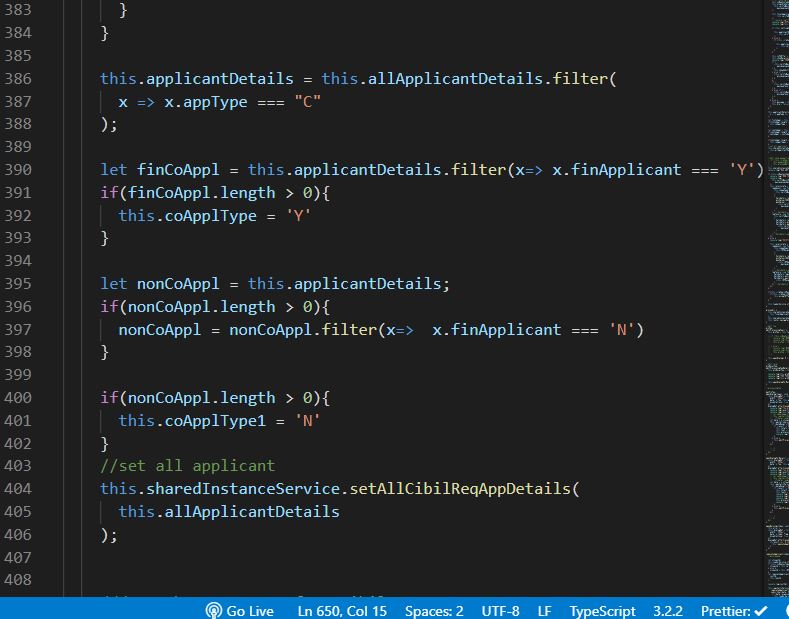 383 }
384 }
385
386 this.applicantDetails = this.allApplicantDetails.filter(
387 x => x.appType === "C"
388 );
389
390 let finCoAppl = this.applicantDetails.filter(x=> x.finApplicant === 'Y')
391 if(finCoAppl.length > 0){
392 this.coApplType = 'Y'
393 }
394
395 let nonCoAppl = this.applicantDetails;
396 if(nonCoAppl.length > 0){
397 nonCoAppl = nonCoAppl.filter(x=>  x.finApplicant === 'N')
398 }
399
400 if(nonCoAppl.length > 0){
401 this.coApplType1 = 'N'
402 }
403 //set all applicant
404 this.sharedInstanceService.setAllCibilReqAppDetails(
405 this.allApplicantDetails
406 );
407
408
Go Live Ln 650, Col 15 Spaces: 2 UTF-8 LF TypeScript 3.2.2 Prettier: ✓